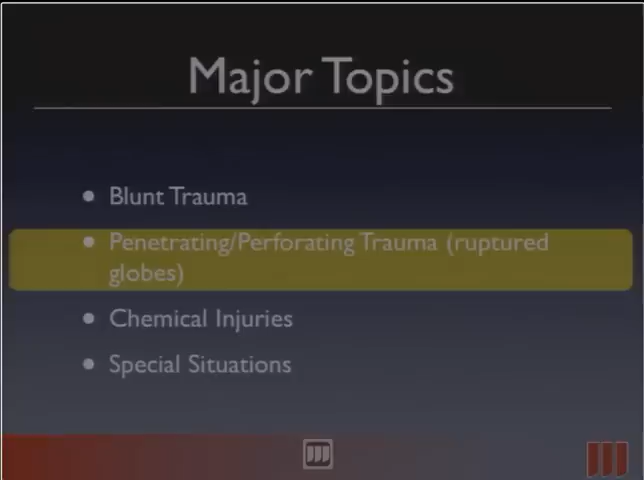 Major Topics
• Blunt Trauma
• Penetrating/Perforating Trauma (ruptured
globes)
• Chemical Injuries
• Special Situations